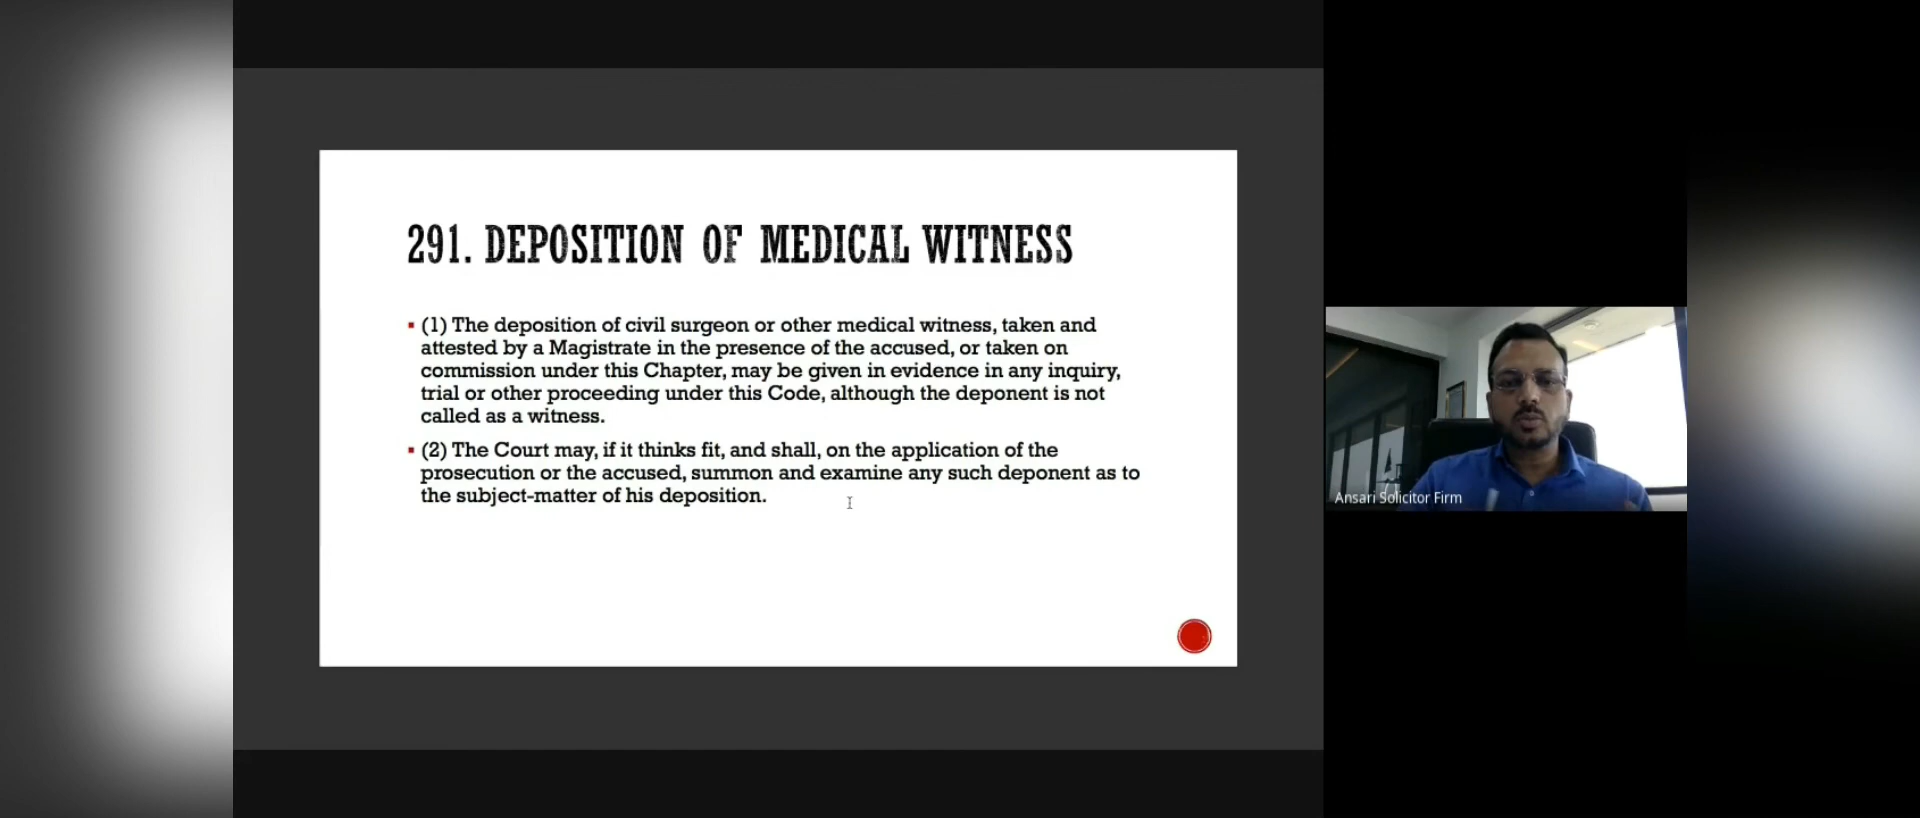 291. DEPOSITION OF MEDICAL WITNESS
(1) The deposition of civil surgeon or other medical witness, taken and
attested by a Magistrate in the presence of the accused, or taken on
commission under this Chapter, may be given in evidence in any inquiry,
trial or other proceeding under this Code, although the deponent is not
called as a witness.
(2) The Court may, if it thinks fit, and shall, on the application of the
prosecution or the accused, summon and examine any such deponent as to
the subject-matter of his deposition.
Ansari Solicitor Firm